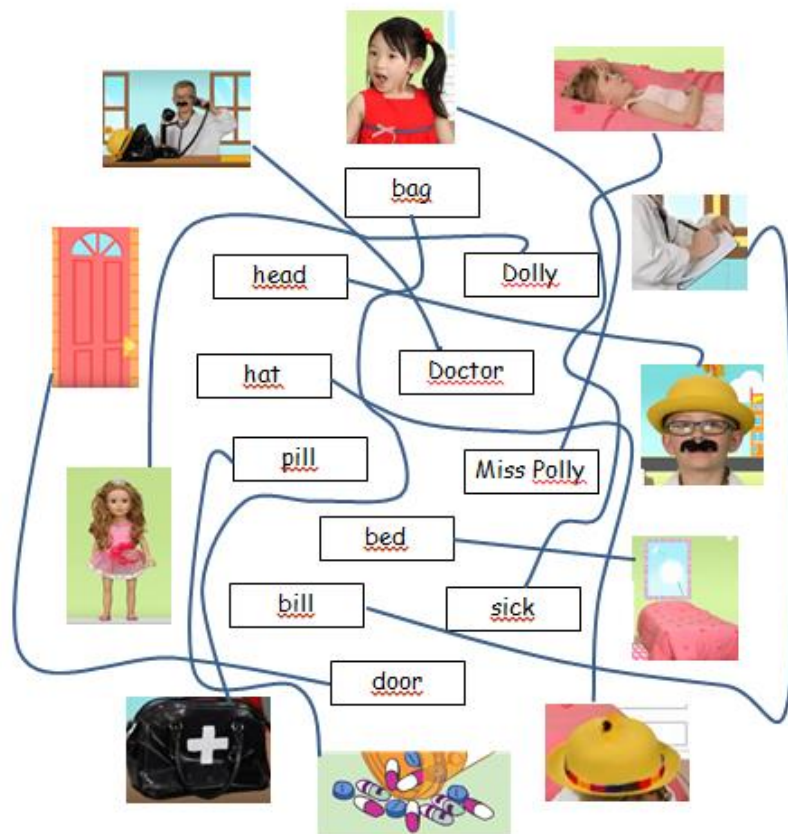 bag
head
Dolly
hat
Doctor
pill
Miss Polly
bed
bill
sick
door